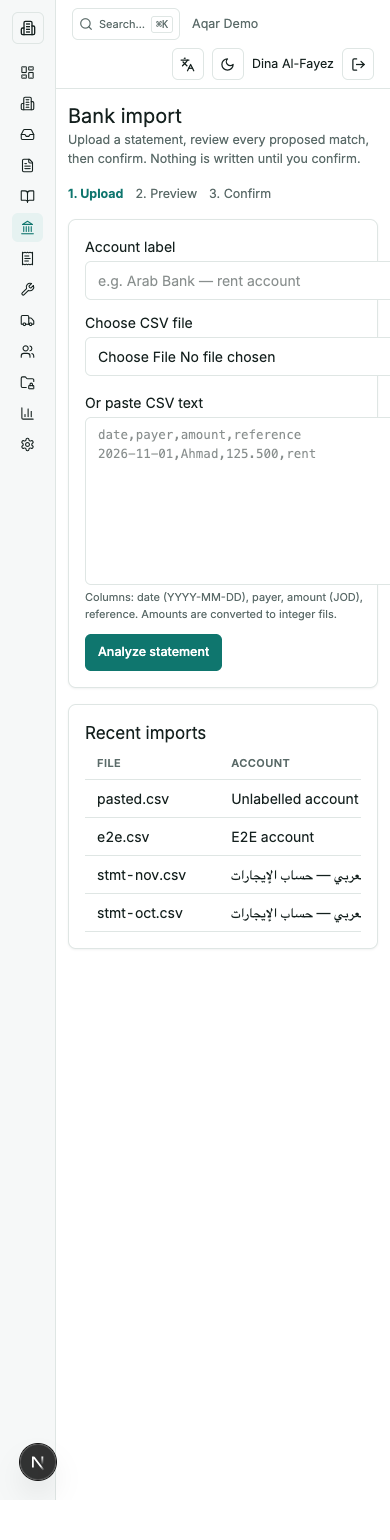 Search... ⌘K Aqar Demo
Dina Al-Fayez
Bank import
Upload a statement, review every proposed match,
then confirm. Nothing is written until you confirm.
1. Upload 2. Preview 3. Confirm
Account label
e.g. Arab Bank — rent account
Choose CSV file
Choose File No file chosen
Or paste CSV text
date,payer,amount,reference
2026-11-01,Ahmad,125.500,rent
Columns: date (YYYY-MM-DD), payer, amount (JOD),
reference. Amounts are converted to integer fils.
Analyze statement
Recent imports
FILE ACCOUNT
pasted.csv Unlabelled account
e2e.csv E2E account
stmt-nov.csv — حساب الإيجارات
stmt-oct.csv — حساب الإيجارات
N